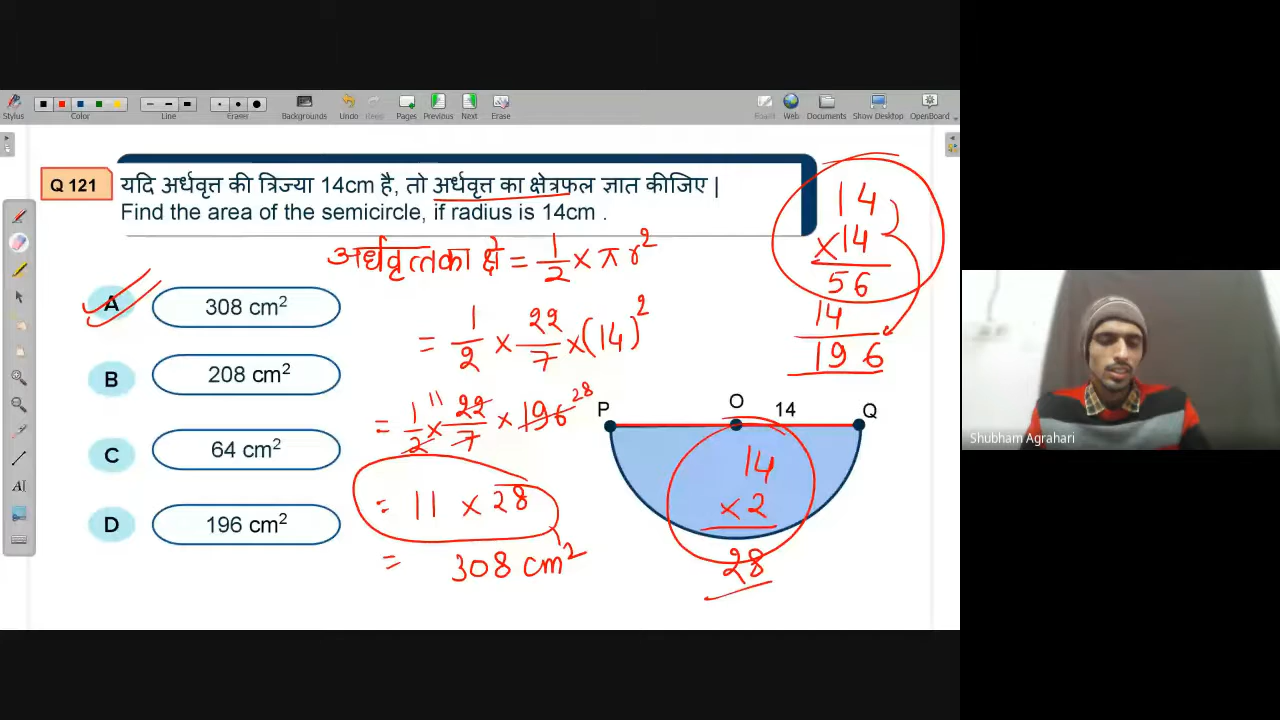 Stylus
Color
Line
Eraser
Backgrounds
Undo
Redo
Pages
Previous
Next
Erase
Board
Web
Documents
Show Desktop
OpenBoard
Q 121
यदि अर्धवृत्त की त्रिज्या 14cm है, तो अर्धवृत्त का क्षेत्रफल ज्ञात कीजिए |
Find the area of the semicircle, if radius is 14cm .
अर्धवृत्त का क्षे = 1/2 × π r²
A 308 cm²
= 1/2 × 22/7 × (14)²
B 208 cm²
= 1/2 × 22/7 × 196 11 28
C 64 cm²
= 11 × 28
D 196 cm²
= 308 cm²
14
×14
56
14
196
P
O
14
Q
14
×2
28
Shubham Agrahari